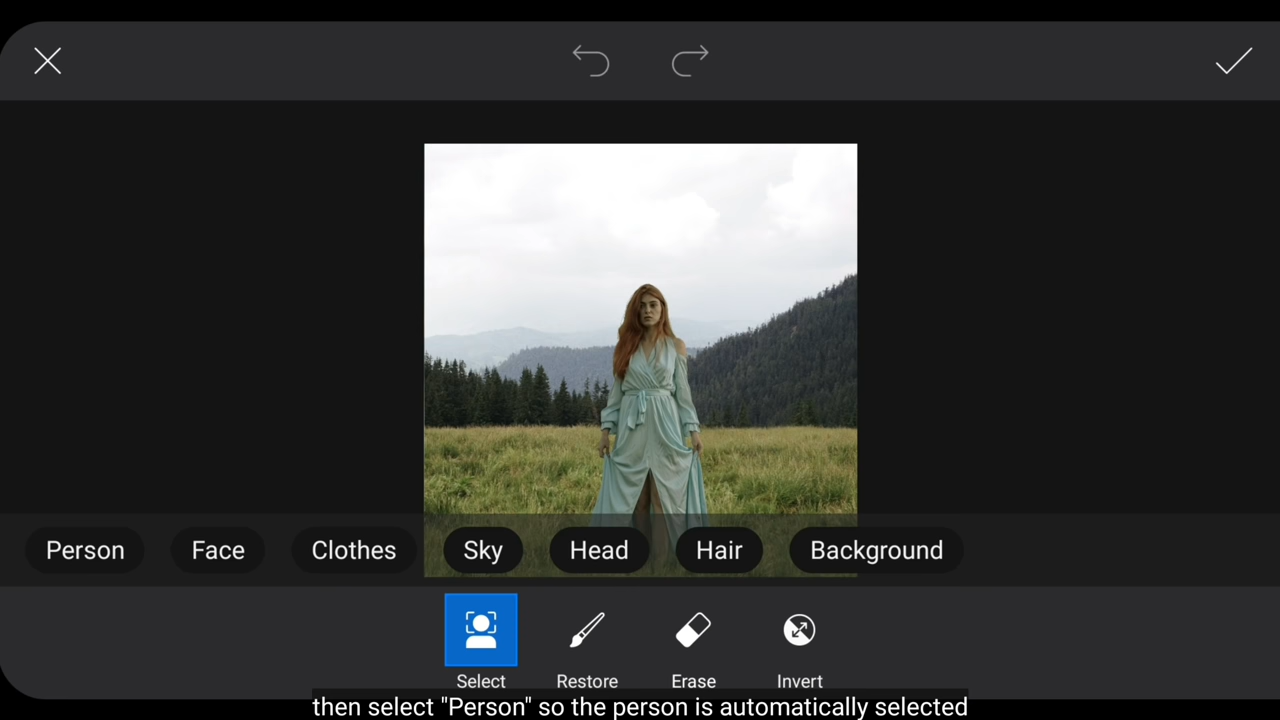 Person Face Clothes Sky Head Hair Background
Select Restore Erase Invert
then select "Person" so the person is automatically selected